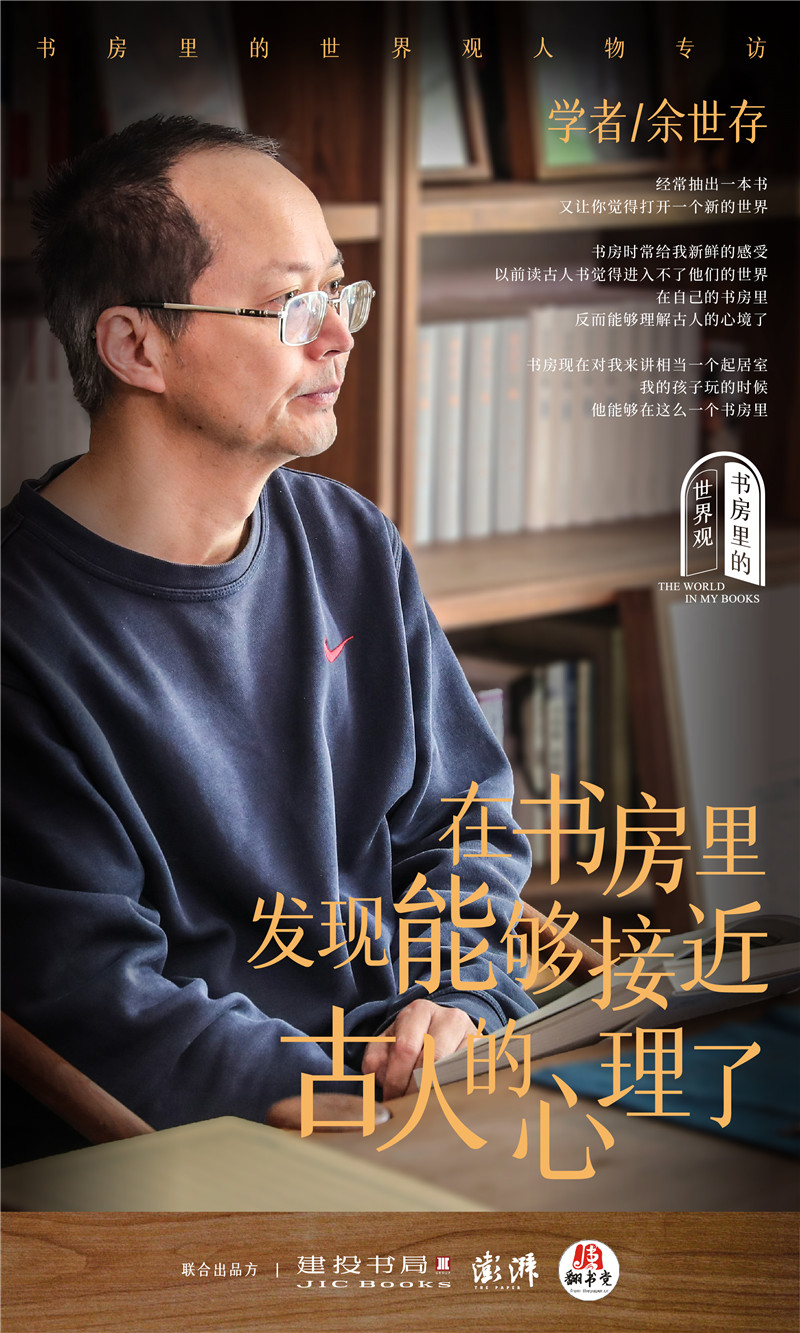 书房里的世界观人物专访
学者/余世存
经常抽出一本书
又让你觉得打开一个新的世界
书房时常给我新鲜的感受
以前读古人书觉得进入不了他们的世界
在自己的书房里
反而能够理解古人的心境了
书房现在对我来讲相当一个起居室
我的孩子玩的时候
他能够在这么一个书房里
书房里的
世界观
THE WORLD
IN MY BOOKS
在书房里
发现能够接近
古人的心理了
联合出品方 | 建投书局
JIC BOOKS
澎湃
THE PAPER
翻书党
from thepaper.cn